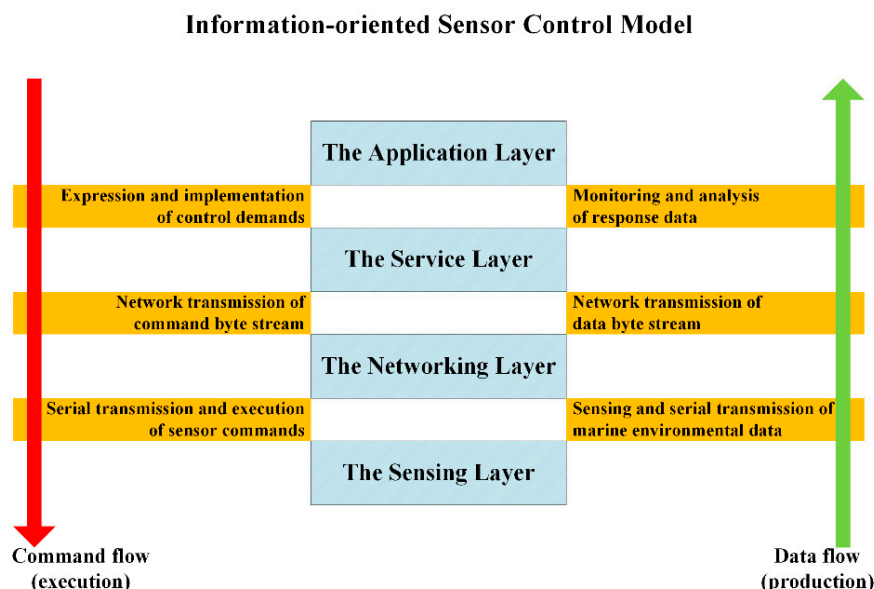 Information-oriented Sensor Control Model
The Application Layer
Expression and implementation
of control demands
Monitoring and analysis
of response data
The Service Layer
Network transmission of
command byte stream
Network transmission of
data byte stream
The Networking Layer
Serial transmission and execution
of sensor commands
Sensing and serial transmission of
marine environmental data
The Sensing Layer
Command flow
(execution)
Data flow
(production)